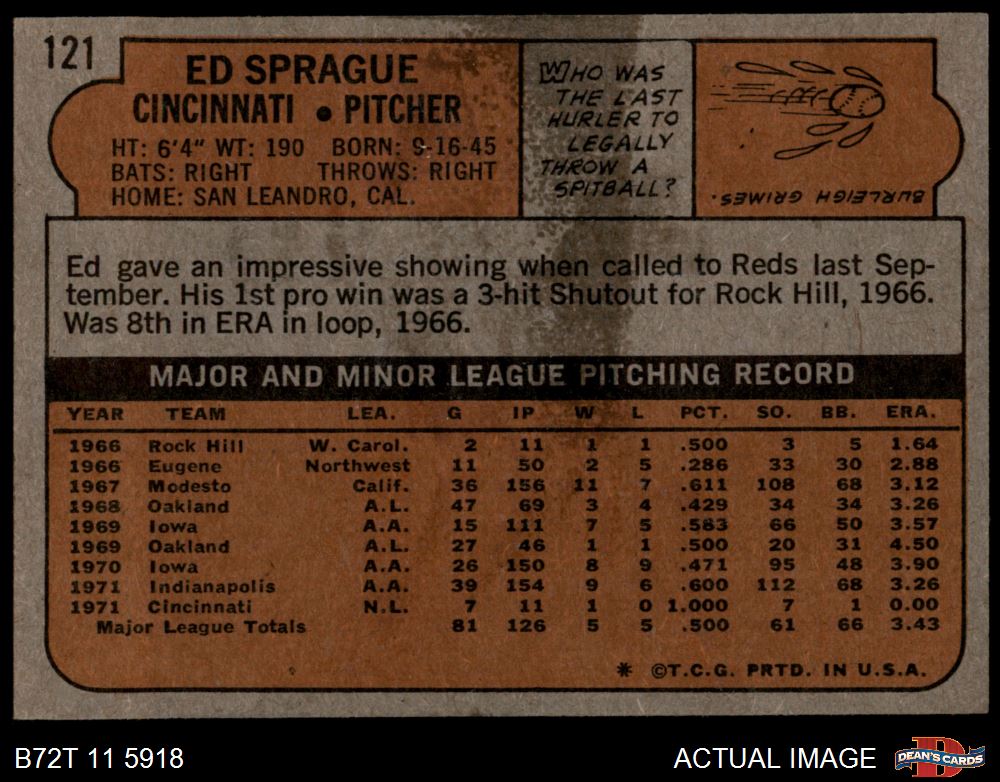 121
ED SPRAGUE
CINCINNATI • PITCHER
HT: 6'4" WT: 190 BORN: 9-16-45
BATS: RIGHT THROWS: RIGHT
HOME: SAN LEANDRO, CAL.
WHO WAS
THE LAST
HURLER TO
LEGALLY
THROW A
SPITBALL?
BURLEIGH GRIMES.
Ed gave an impressive showing when called to Reds last Sep-
tember. His 1st pro win was a 3-hit Shutout for Rock Hill, 1966.
Was 8th in ERA in loop, 1966.
MAJOR AND MINOR LEAGUE PITCHING RECORD
YEAR TEAM LEA. G IP W L PCT. SO. BB. ERA.
1966 Rock Hill W. Carol. 2 11 1 1 .500 3 5 1.64
1966 Eugene Northwest 11 50 2 5 .286 33 30 2.88
1967 Modesto Calif. 36 156 11 7 .611 108 68 3.12
1968 Oakland A.L. 47 69 3 4 .429 34 34 3.26
1969 Iowa A.A. 15 111 7 5 .583 66 50 3.57
1969 Oakland A.L. 27 46 1 1 .500 20 31 4.50
1970 Iowa A.A. 26 150 8 9 .471 95 48 3.90
1971 Indianapolis A.A. 39 154 9 6 .600 112 68 3.26
1971 Cincinnati N.L. 7 11 1 0 1.000 7 1 0.00
Major League Totals 81 126 5 5 .500 61 66 3.43
* ©T.C.G. PRTD. IN U.S.A.
B72T 11 5918
ACTUAL IMAGE
D
DEAN'S CARDS